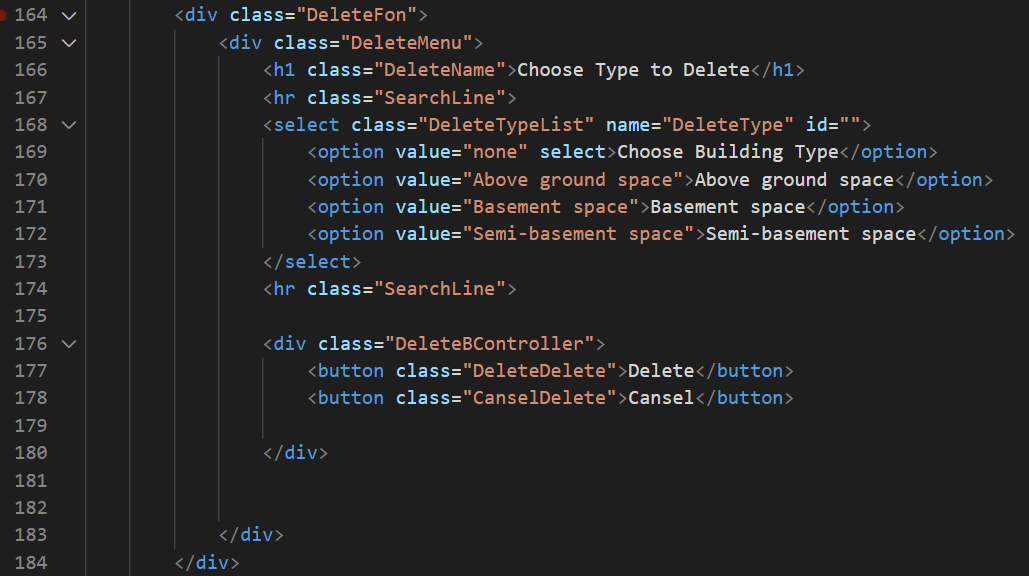 164 <div class="DeleteFon">
165 <div class="DeleteMenu">
166 <h1 class="DeleteName">Choose Type to Delete</h1>
167 <hr class="SearchLine">
168 <select class="DeleteTypeList" name="DeleteType" id="">
169 <option value="none" select>Choose Building Type</option>
170 <option value="Above ground space">Above ground space</option>
171 <option value="Basement space">Basement space</option>
172 <option value="Semi-basement space">Semi-basement space</option>
173 </select>
174 <hr class="SearchLine">
175
176 <div class="DeleteBController">
177 <button class="DeleteDelete">Delete</button>
178 <button class="CanselDelete">Cansel</button>
179
180 </div>
181
182
183 </div>
184 </div>